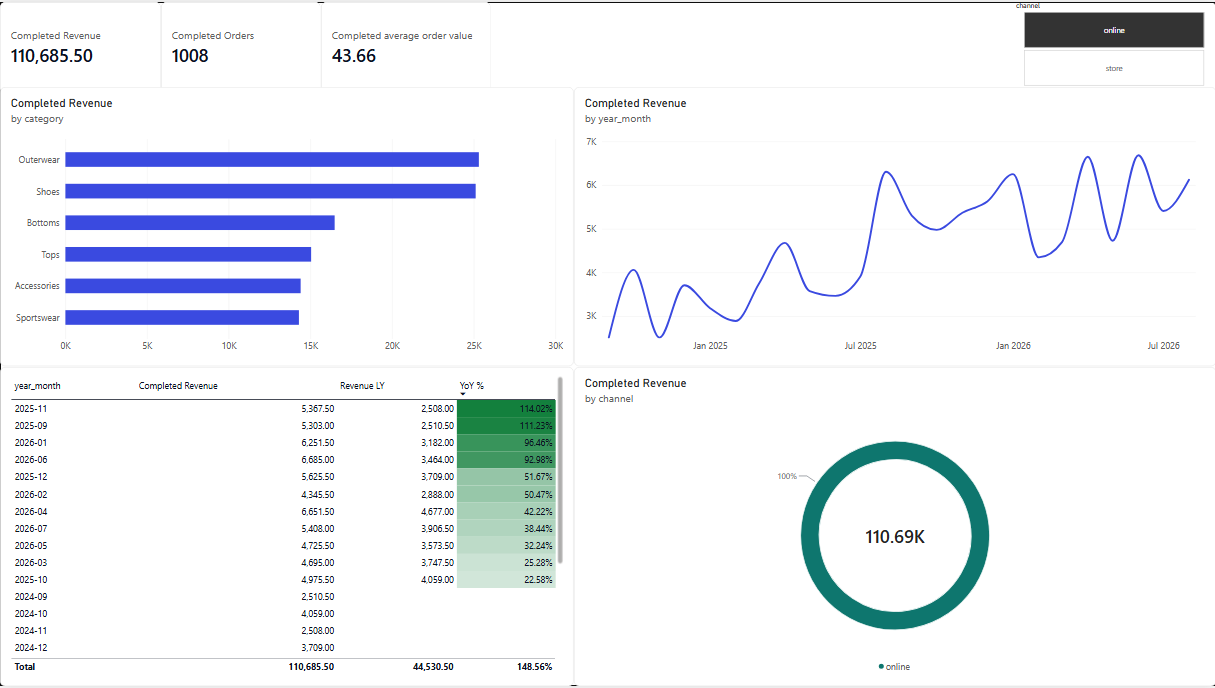 channel
Completed Revenue
110,685.50
Completed Orders
1008
Completed average order value
43.66
online
store
Completed Revenue
by category
Outerwear
Shoes
Bottoms
Tops
Accessories
Sportswear
0K 5K 10K 15K 20K 25K 30K
Completed Revenue
by year_month
7K
6K
5K
4K
3K
Jan 2025 Jul 2025 Jan 2026 Jul 2026
year_month Completed Revenue Revenue LY YoY %
2025-11 5,367.50 2,508.00 114.02%
2025-09 5,303.00 2,510.50 111.23%
2026-01 6,251.50 3,182.00 96.46%
2026-06 6,685.00 3,464.00 92.98%
2025-12 5,625.50 3,709.00 51.67%
2026-02 4,345.50 2,888.00 50.47%
2026-04 6,651.50 4,677.00 42.22%
2026-07 5,408.00 3,906.50 38.44%
2026-05 4,725.50 3,573.50 32.24%
2026-03 4,695.00 3,747.50 25.28%
2025-10 4,975.50 4,059.00 22.58%
2024-09 2,510.50
2024-10 4,059.00
2024-11 2,508.00
2024-12 3,709.00
Total 110,685.50 44,530.50 148.56%
Completed Revenue
by channel
100%
110.69K
online